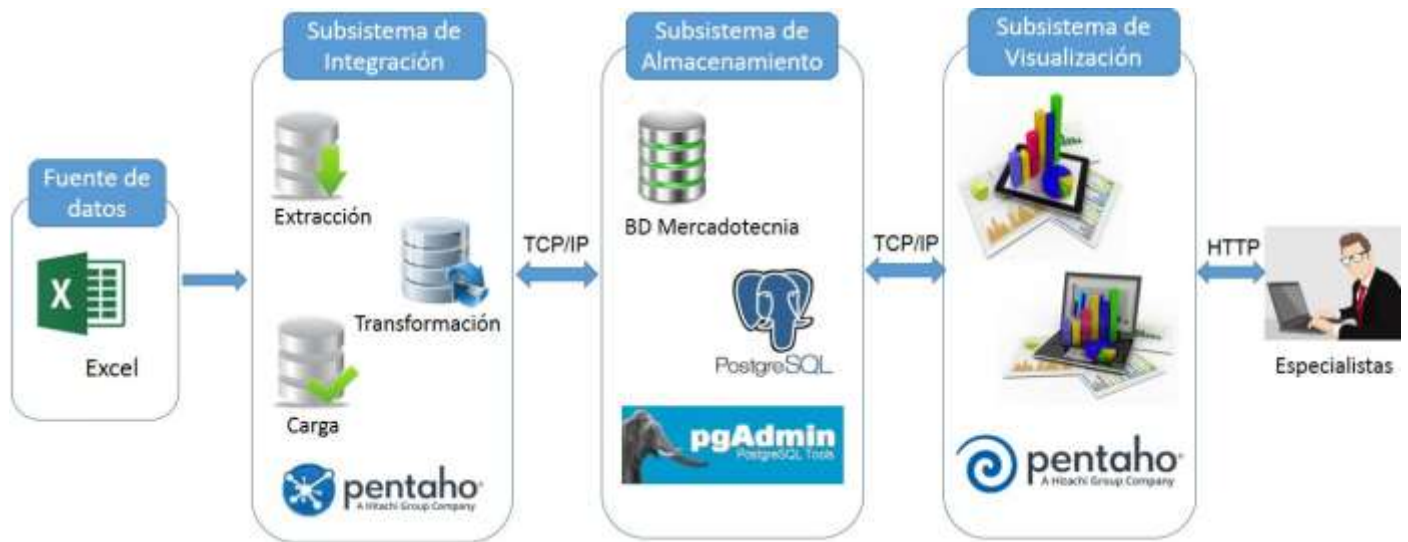 Fuente de
datos
Excel
Subsistema de
Integración
Extracción
Transformación
Carga
pentaho
A Hitachi Group Company
TCP/IP
Subsistema de
Almacenamiento
BD Mercadotecnia
PostgreSQL
pgAdmin
PostgreSQL Tools
TCP/IP
Subsistema de
Visualización
pentaho
A Hitachi Group Company
HTTP
Especialistas